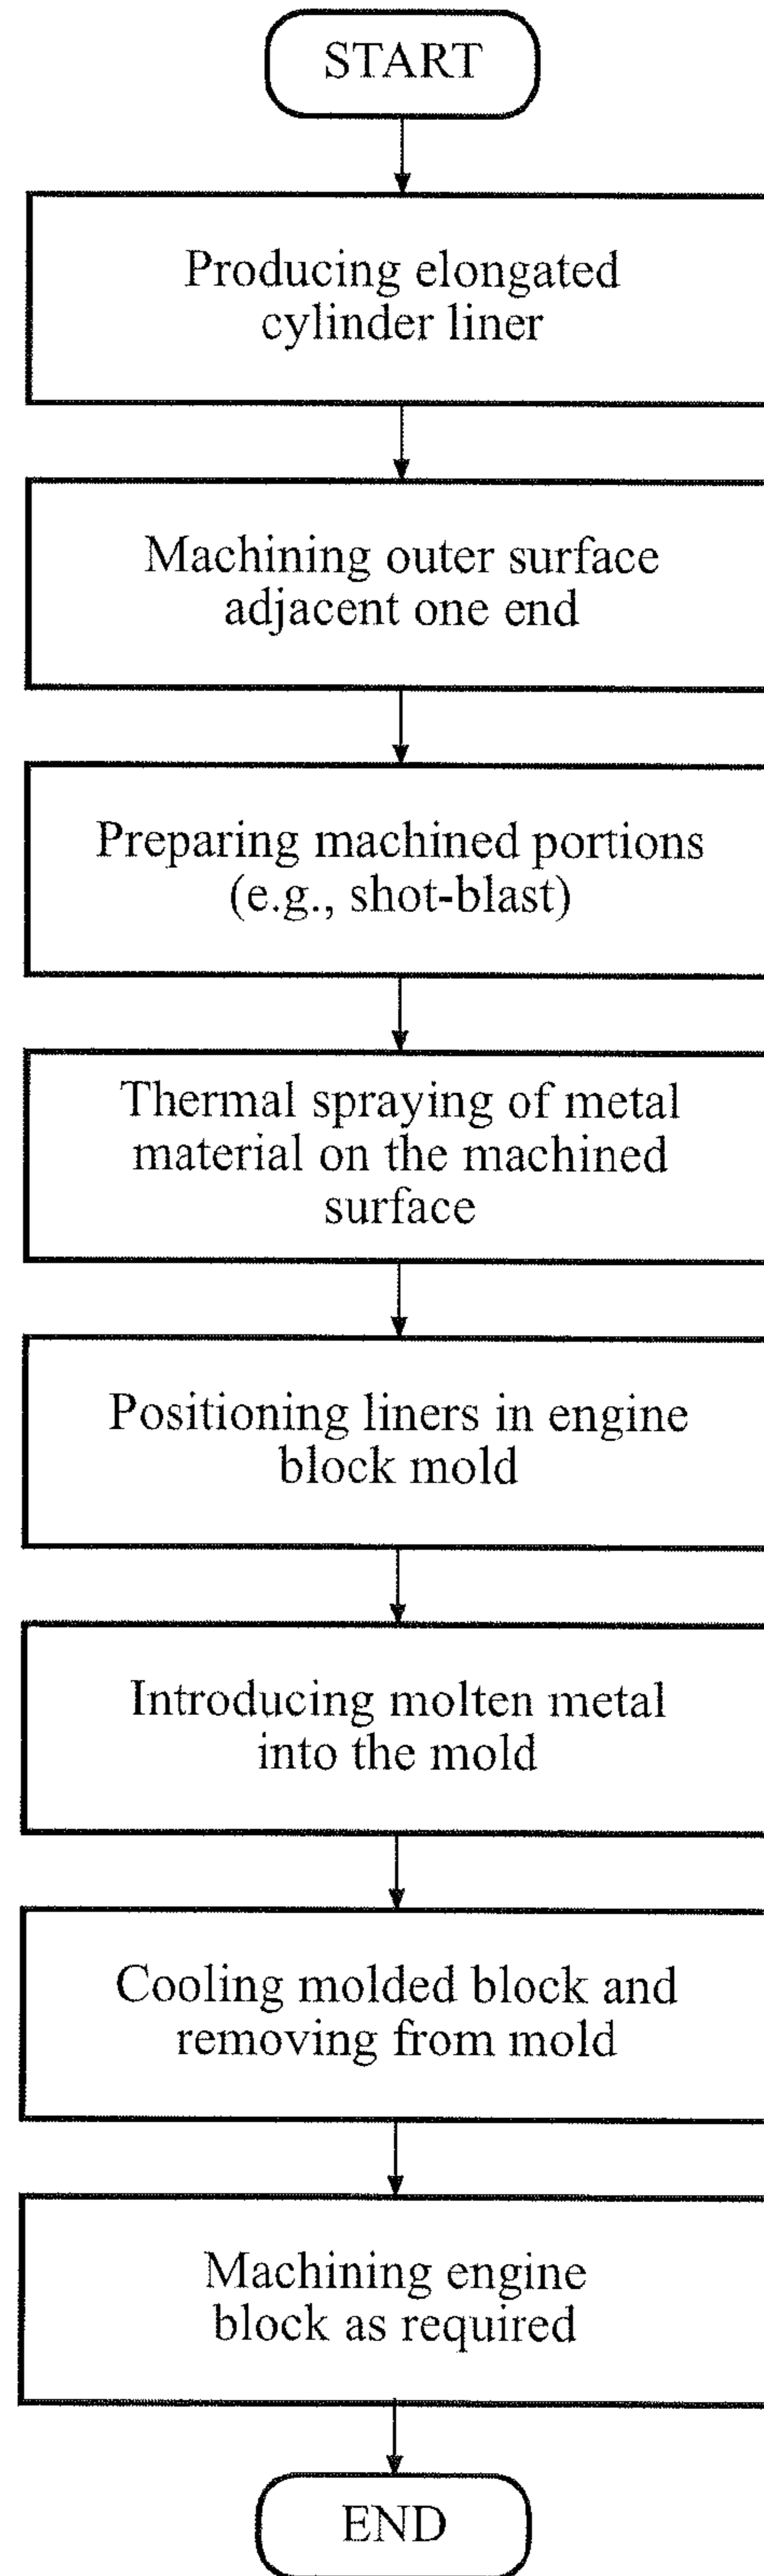 START
Producing elongated
cylinder liner
Machining outer surface
adjacent one end
Preparing machined portions
(e.g., shot-blast)
Thermal spraying of metal
material on the machined
surface
Positioning liners in engine
block mold
Introducing molten metal
into the mold
Cooling molded block and
removing from mold
Machining engine
block as required
END